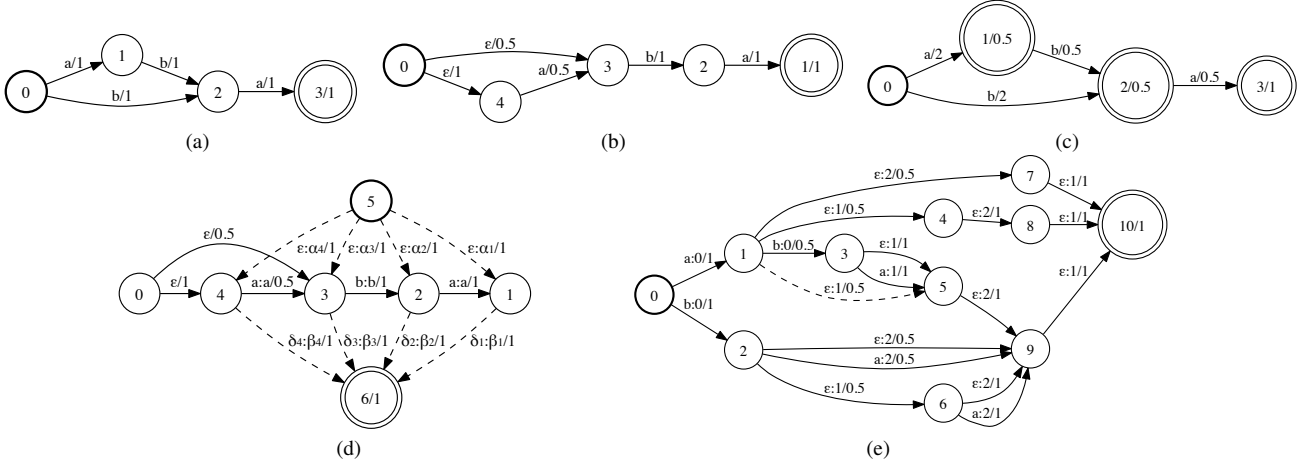 0
a/1
1
b/1
b/1
2
a/1
3/1
(a)
0
ε/0.5
ε/1
4
a/0.5
3
b/1
2
a/1
1/1
(b)
0
a/2
1/0.5
b/0.5
b/2
2/0.5
a/0.5
3/1
(c)
5
ε:α4/1
ε:α3/1
ε:α2/1
ε:α1/1
0
ε/0.5
ε/1
4
a:a/0.5
3
b:b/1
2
a:a/1
1
δ4:β4/1
δ3:β3/1
δ2:β2/1
δ1:β1/1
6/1
(d)
0
a:0/1
b:0/1
1
ε:2/0.5
ε:1/0.5
b:0/0.5
ε:1/0.5
7
ε:1/1
4
ε:2/1
8
ε:1/1
10/1
3
ε:1/1
a:1/1
5
ε:2/1
ε:1/1
2
ε:2/0.5
a:2/0.5
9
ε:1/0.5
6
ε:2/1
a:2/1
(e)